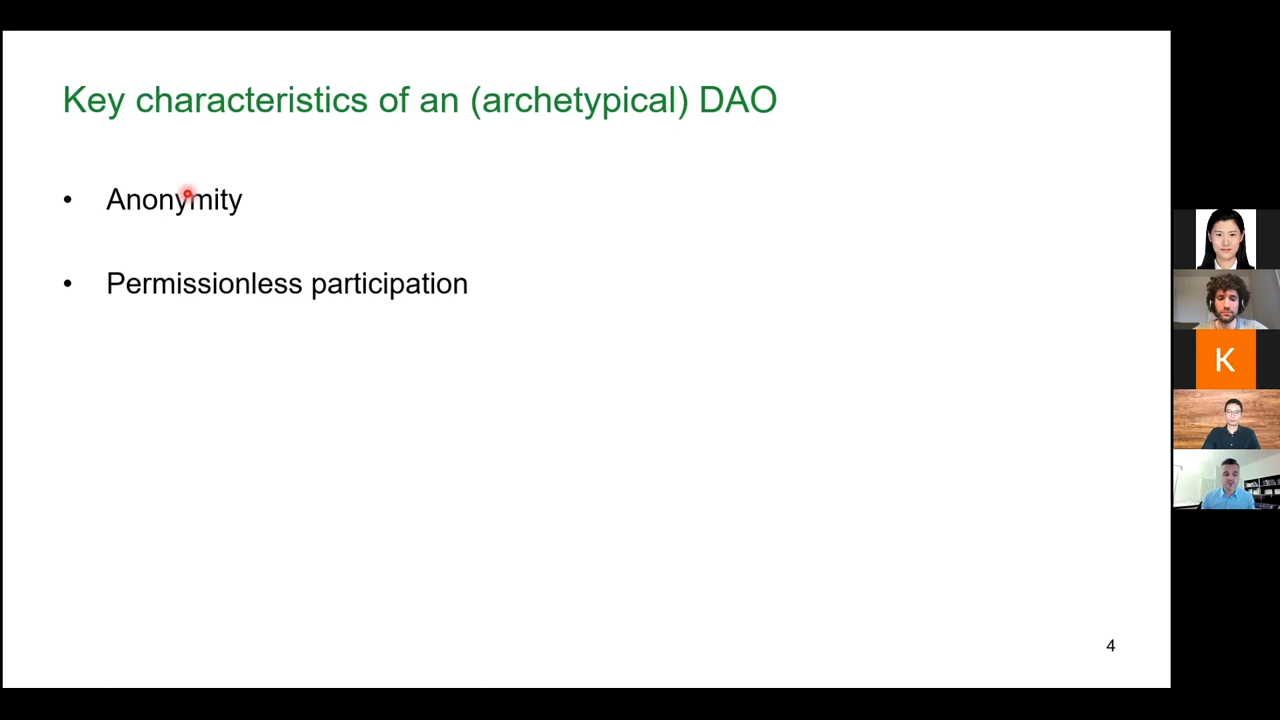 Key characteristics of an (archetypical) DAO
• Anonymity
• Permissionless participation
K
4